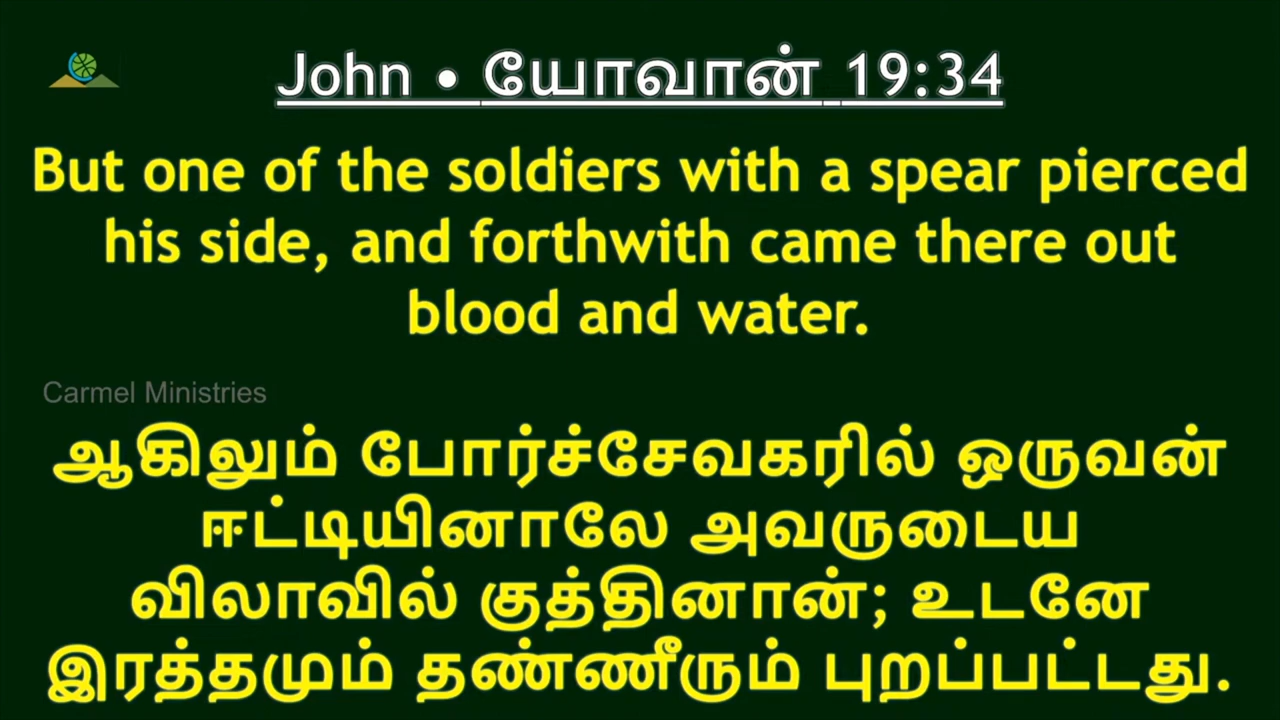 John • யோவான் 19:34
But one of the soldiers with a spear pierced
his side, and forthwith came there out
blood and water.
Carmel Ministries
ஆகிலும் போர்ச்சேவகரில் ஒருவன்
ஈட்டியினாலே அவருடைய
விலாவில் குத்தினான்; உடனே
இரத்தமும் தண்ணீரும் புறப்பட்டது.